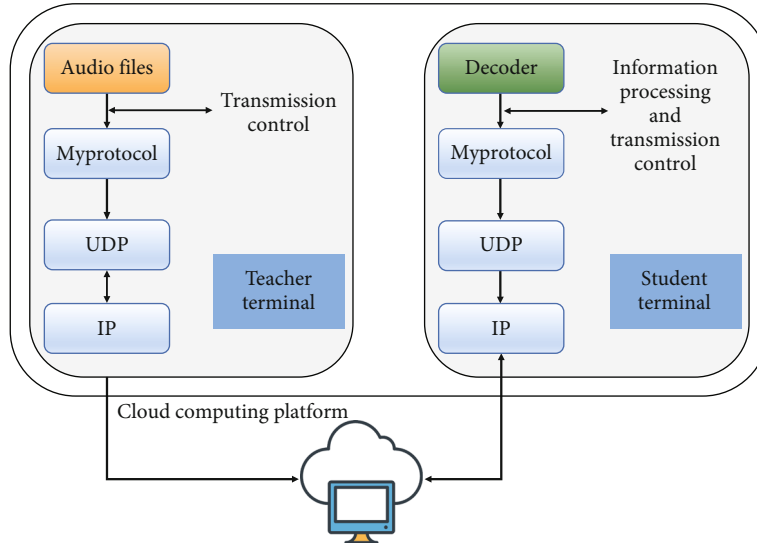 Audio files
Transmission
control
Myprotocol
UDP
IP
Teacher
terminal
Decoder
Information
processing
and
transmission
control
Myprotocol
UDP
IP
Student
terminal
Cloud computing platform